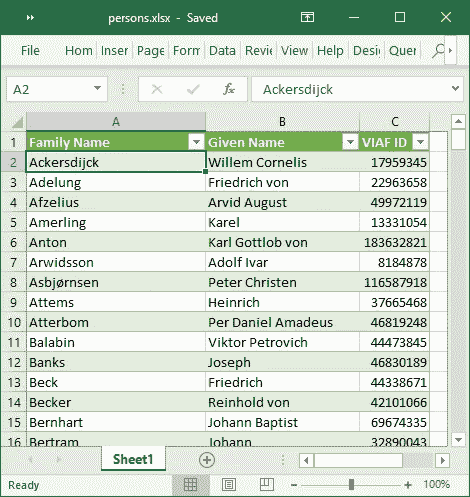 persons.xlsx - Saved
File Hom Inser Page Form Data Revie View Help Desi Quer
A2 fx Ackersdijck
A B C
1 Family Name Given Name VIAF ID
2 Ackersdijck Willem Cornelis 17959345
3 Adelung Friedrich von 22963658
4 Afzelius Arvid August 49972119
5 Amerling Karel 13331054
6 Anton Karl Gottlob von 183632821
7 Arwidsson Adolf Ivar 8184878
8 Asbjørnsen Peter Christen 116587918
9 Attems Heinrich 37665468
10 Atterbom Per Daniel Amadeus 46819248
11 Balabin Viktor Petrovich 44473845
12 Banks Joseph 46830189
13 Beck Friedrich 44338671
14 Becker Reinhold von 42101066
15 Bernhart Johann Baptist 69674335
16 Bertram Johann 32890043
Sheet1
Ready 100%